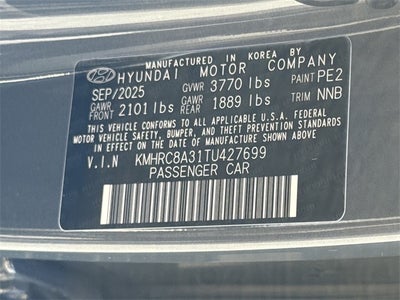 MANUFACTURED IN KOREA BY
HYUNDAI MOTOR COMPANY
SEP/2025 GVWR 3770 lbs PAINT PE2
GAWR FRONT 2101 lbs GAWR REAR 1889 lbs TRIM NNB
THIS VEHICLE CONFORMS TO ALL APPLICABLE U.S.A. FEDERAL
MOTOR VEHICLE SAFETY, BUMPER, AND THEFT PREVENTION
STANDARDS IN EFFECT ON THE DATE OF MANUFACTURE SHOWN ABOVE.
V.I.N KMHRC8A31TU427699
PASSENGER CAR